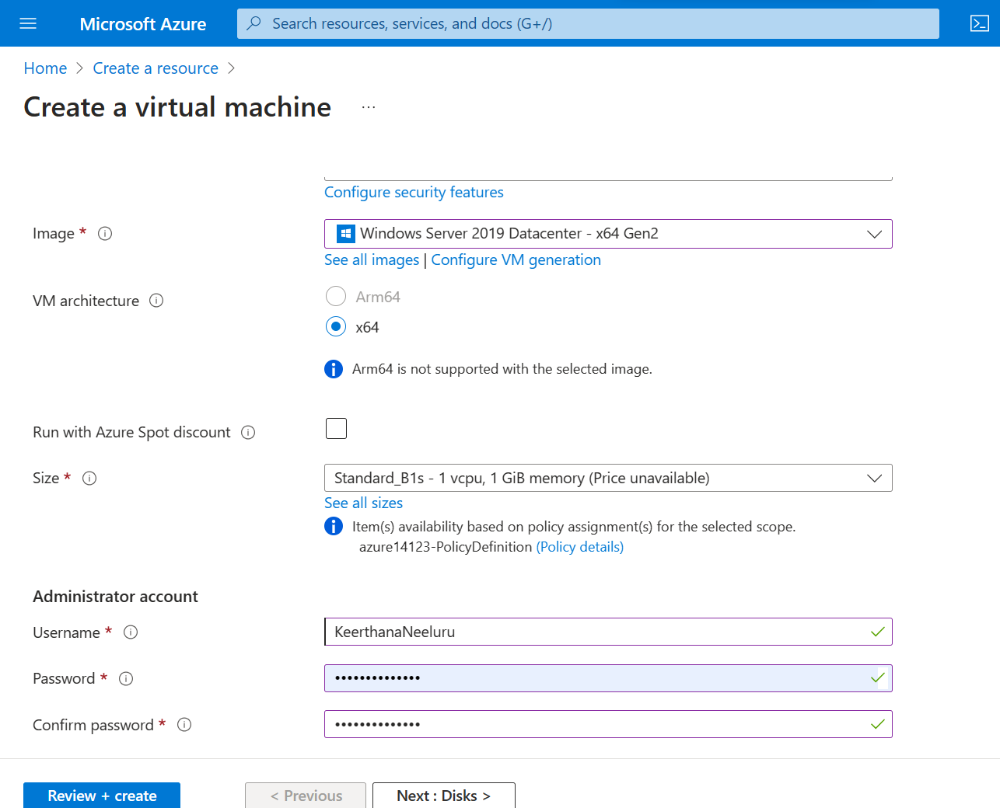 Microsoft Azure
Search resources, services, and docs (G+/)
Home > Create a resource >
Create a virtual machine ...
Configure security features
Image *
Windows Server 2019 Datacenter - x64 Gen2
See all images | Configure VM generation
VM architecture
Arm64
x64
Arm64 is not supported with the selected image.
Run with Azure Spot discount
Size *
Standard_B1s - 1 vcpu, 1 GiB memory (Price unavailable)
See all sizes
Item(s) availability based on policy assignment(s) for the selected scope.
azure14123-PolicyDefinition (Policy details)
Administrator account
Username *
KeerthanaNeeluru
Password *
••••••••••••••
Confirm password *
••••••••••••••
Review + create
< Previous
Next : Disks >